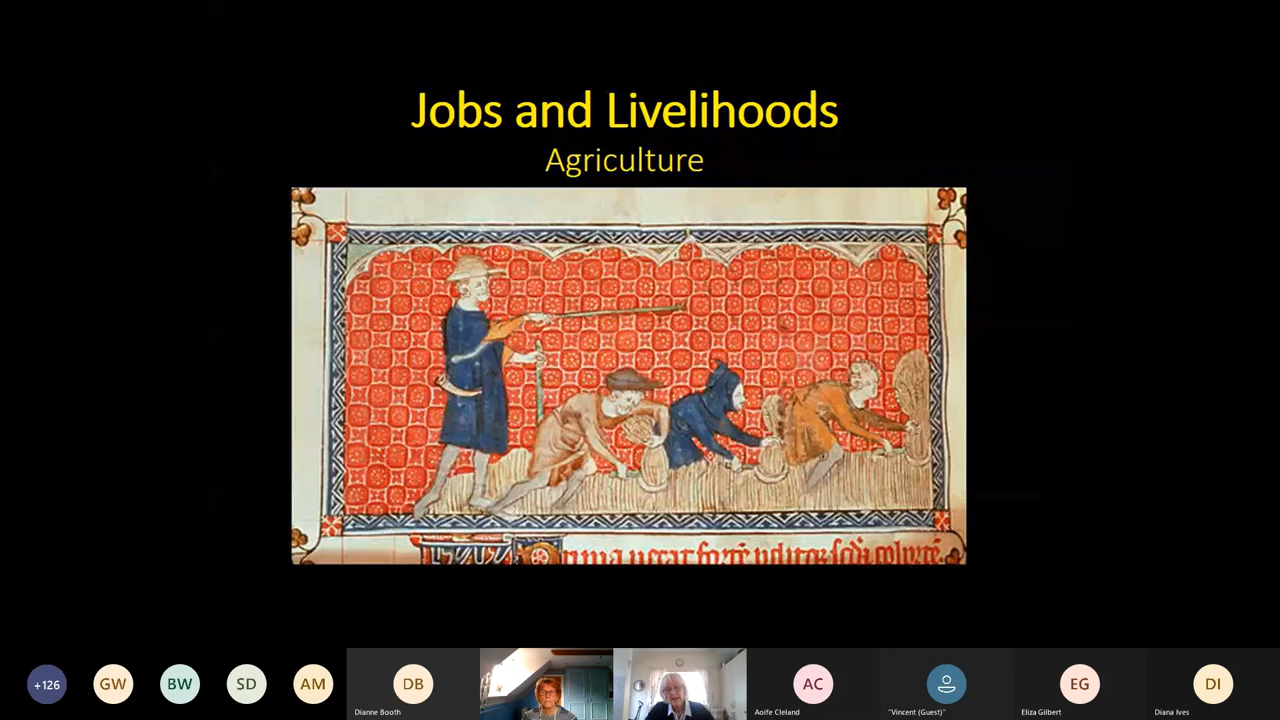 Jobs and Livelihoods
Agriculture
+126
GW
BW
SD
AM
DB
Dianne Booth
AC
Aoife Cleland
"Vincent (Guest)"
EG
Eliza Gilbert
DI
Diana Ives